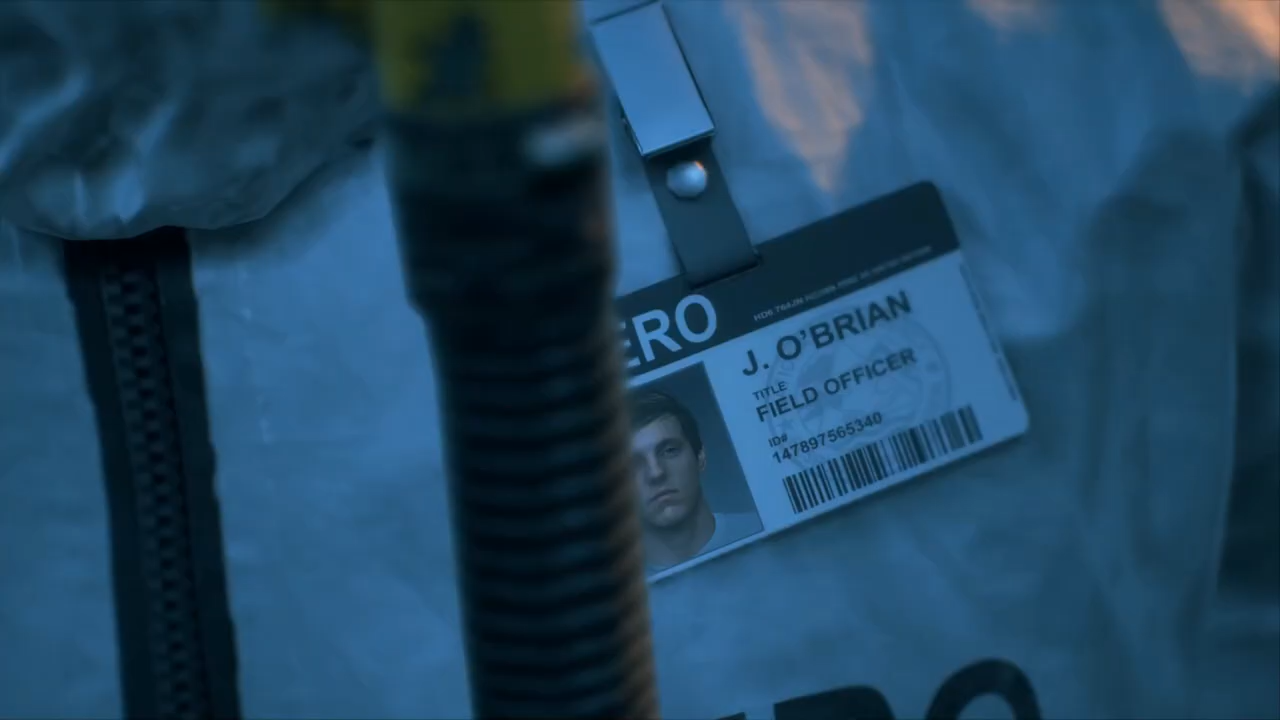 ERO
J. O'BRIAN
TITLE
FIELD OFFICER
ID#
147897565340